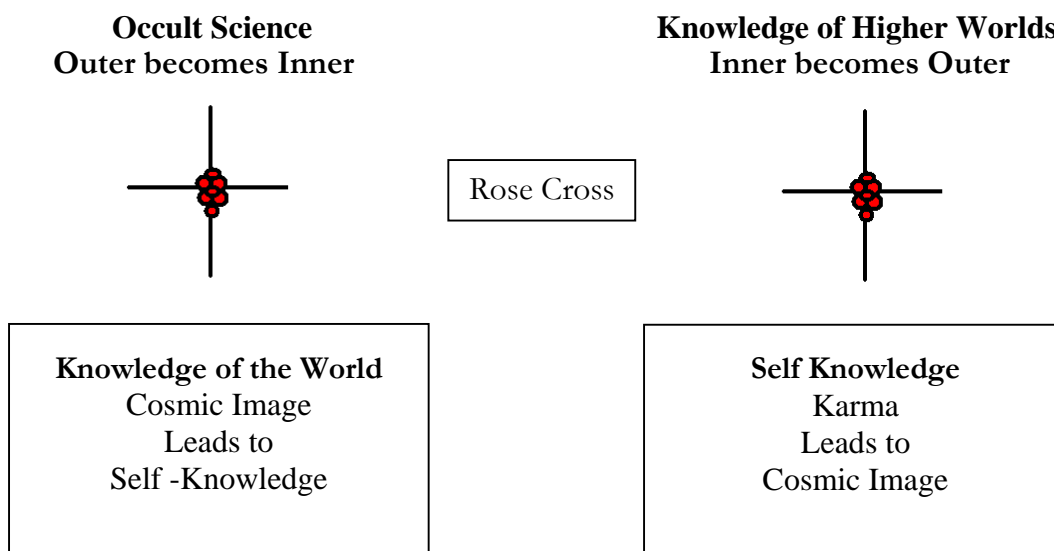 Occult Science
Outer becomes Inner
Knowledge of Higher Worlds
Inner becomes Outer
Rose Cross
Knowledge of the World
Cosmic Image
Leads to
Self -Knowledge
Self Knowledge
Karma
Leads to
Cosmic Image